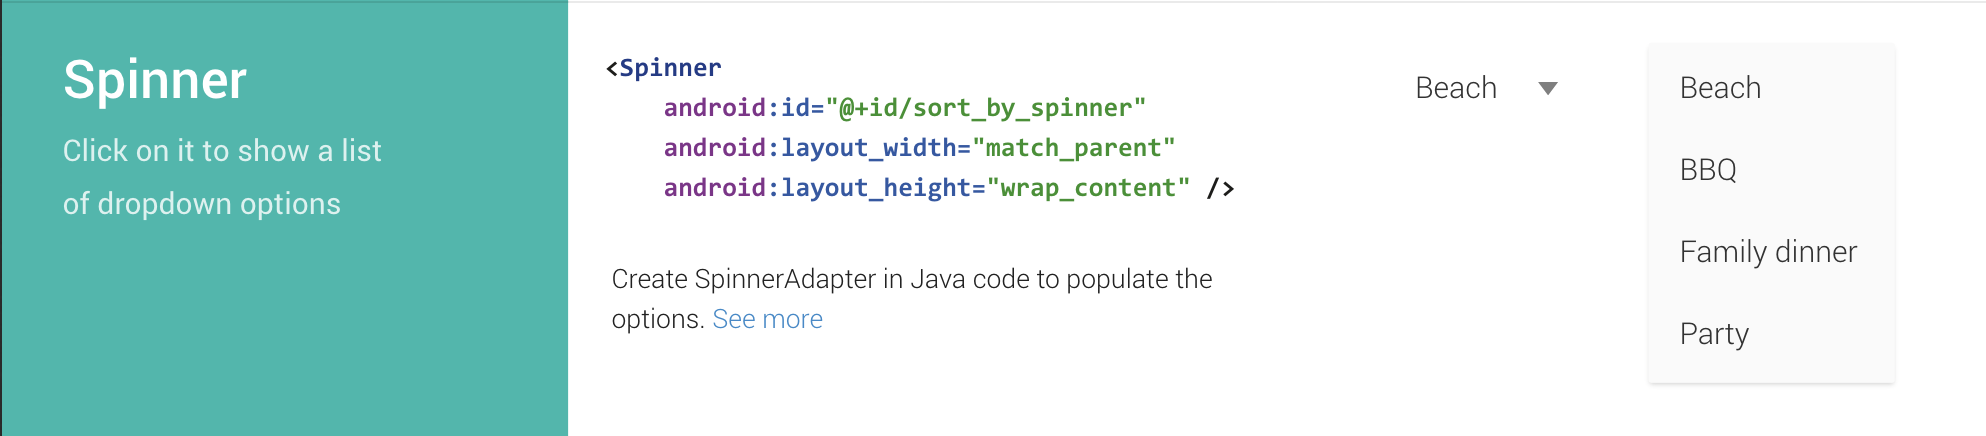 Spinner
Click on it to show a list
of dropdown options
<Spinner
android:id="@+id/sort_by_spinner"
android:layout_width="match_parent"
android:layout_height="wrap_content" />
Create SpinnerAdapter in Java code to populate the
options. See more
Beach
Beach
BBQ
Family dinner
Party